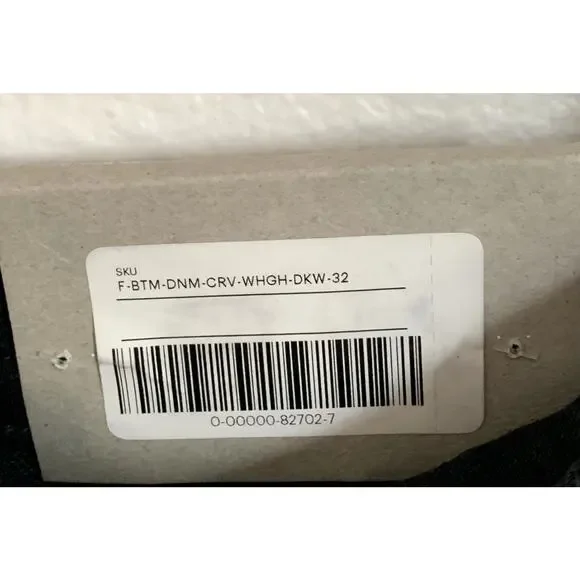 SKU
F-BTM-DNM-CRV-WHGH-DKW-32
0-00000-82702-7